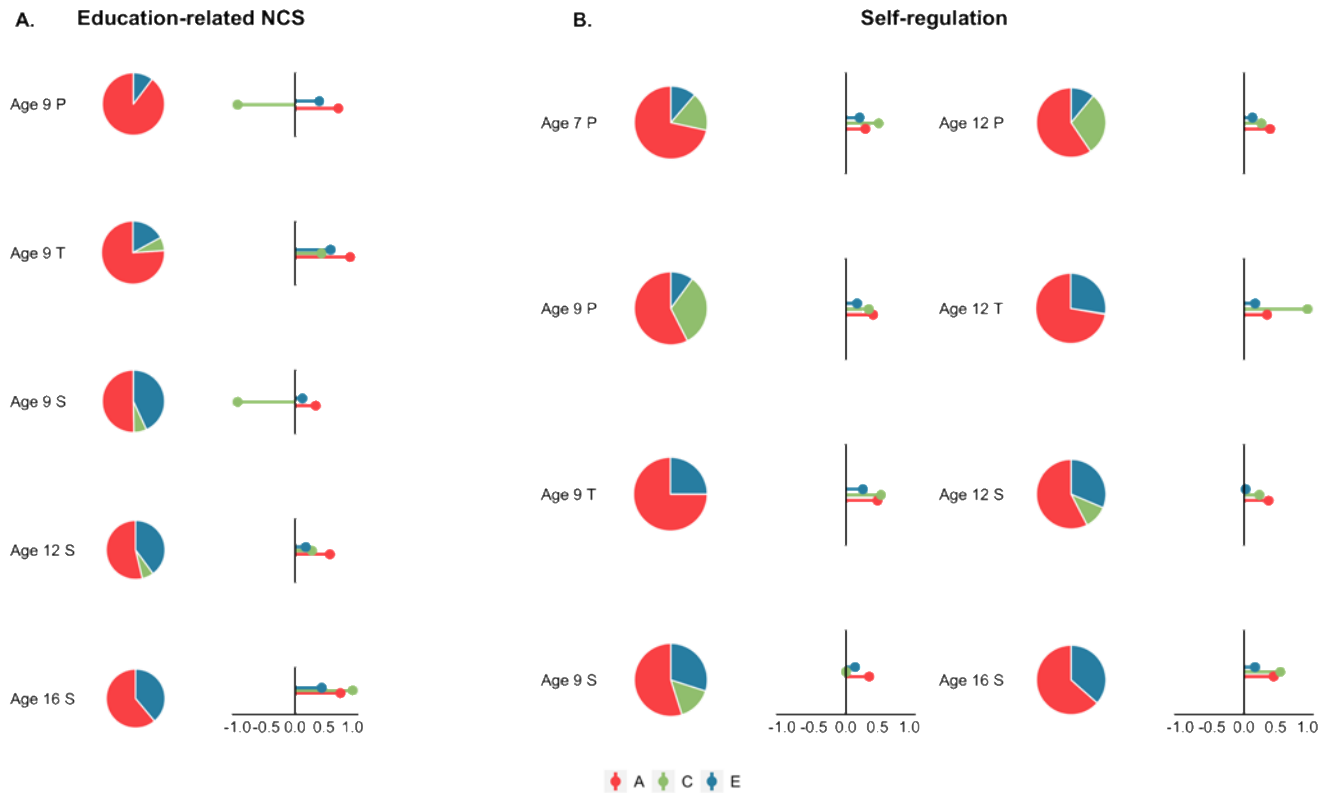 A. Education-related NCS
Age 9 P
Age 9 T
Age 9 S
Age 12 S
Age 16 S
-1.0 -0.5 0.0 0.5 1.0
B. Self-regulation
Age 7 P
Age 12 P
Age 9 P
Age 12 T
Age 9 T
Age 12 S
Age 9 S
Age 16 S
-1.0 -0.5 0.0 0.5 1.0
-1.0 -0.5 0.0 0.5 1.0
A C E